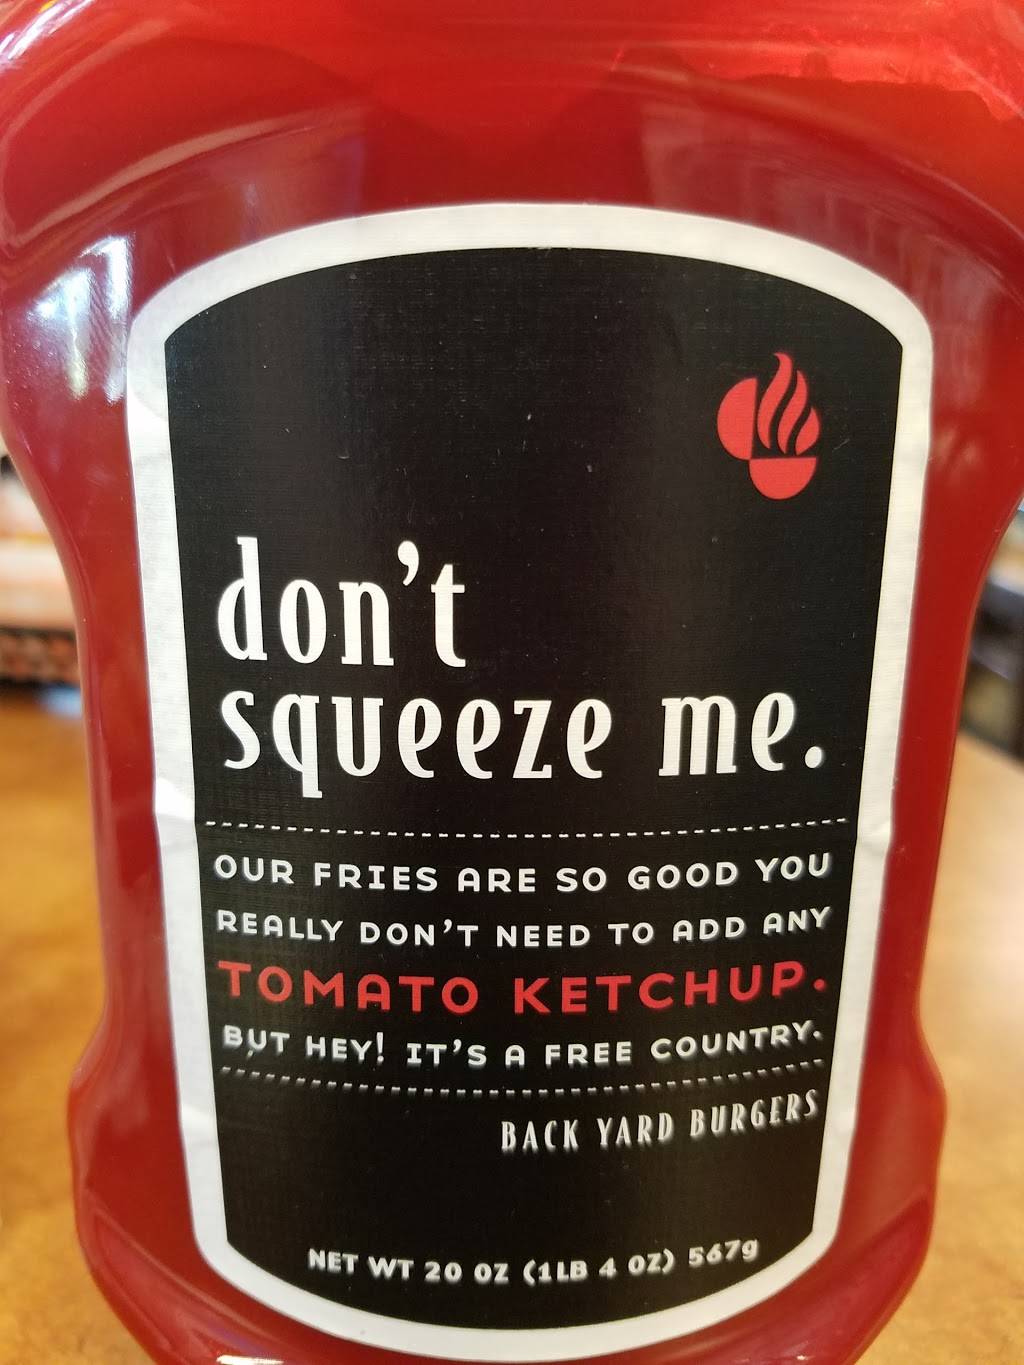 don't
squeeze me.
OUR FRIES ARE SO GOOD YOU
REALLY DON'T NEED TO ADD ANY
TOMATO KETCHUP.
BUT HEY! IT'S A FREE COUNTRY.
BACK YARD BURGERS
NET WT 20 OZ (1LB 4 OZ) 567g